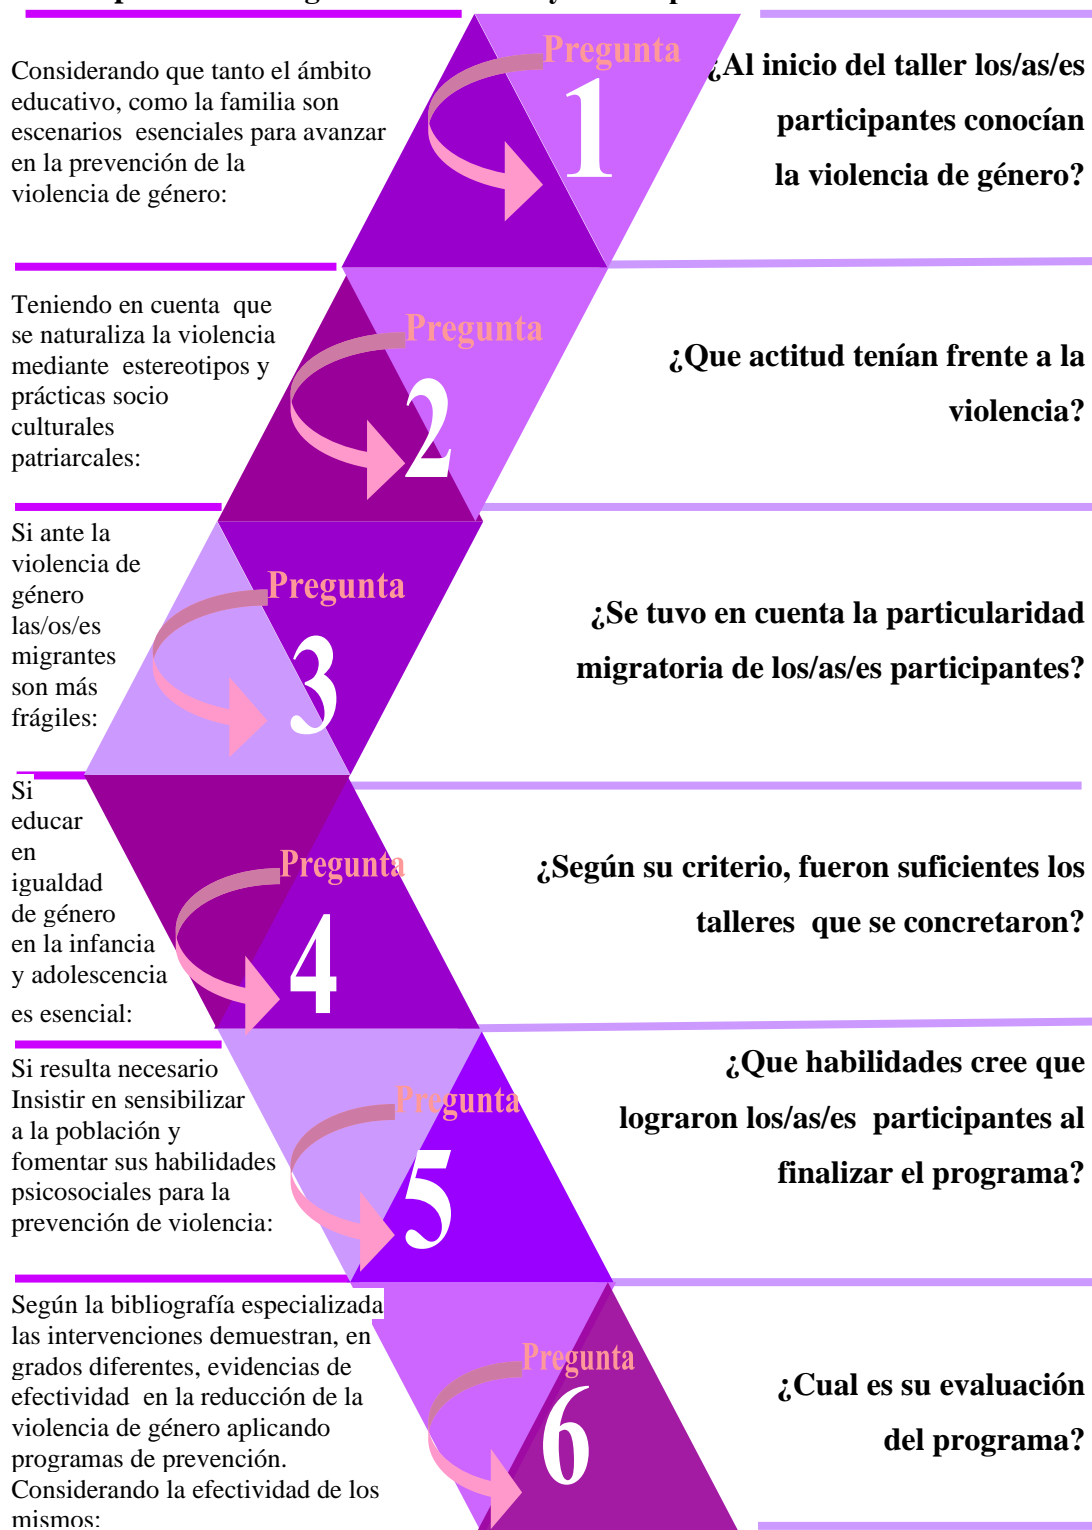 Considerando que tanto el ámbito
educativo, como la familia son
escenarios esenciales para avanzar
en la prevención de la
violencia de género:
Pregunta
1
¿Al inicio del taller los/as/es
participantes conocían
la violencia de género?
Teniendo en cuenta que
se naturaliza la violencia
mediante estereotipos y
prácticas socio
culturales
patriarcales:
Pregunta
2
¿Que actitud tenían frente a la
violencia?
Si ante la
violencia de
género
las/os/es
migrantes
son más
frágiles:
Pregunta
3
¿Se tuvo en cuenta la particularidad
migratoria de los/as/es participantes?
Si
educar
en
igualdad
de género
en la infancia
y adolescencia
es esencial:
Pregunta
4
¿Según su criterio, fueron suficientes los
talleres que se concretaron?
Si resulta necesario
Insistir en sensibilizar
a la población y
fomentar sus habilidades
psicosociales para la
prevención de violencia:
Pregunta
5
¿Que habilidades cree que
lograron los/as/es participantes al
finalizar el programa?
Según la bibliografía especializada
las intervenciones demuestran, en
grados diferentes, evidencias de
efectividad en la reducción de la
violencia de género aplicando
programas de prevención.
Considerando la efectividad de los
mismos:
Pregunta
6
¿Cual es su evaluación
del programa?